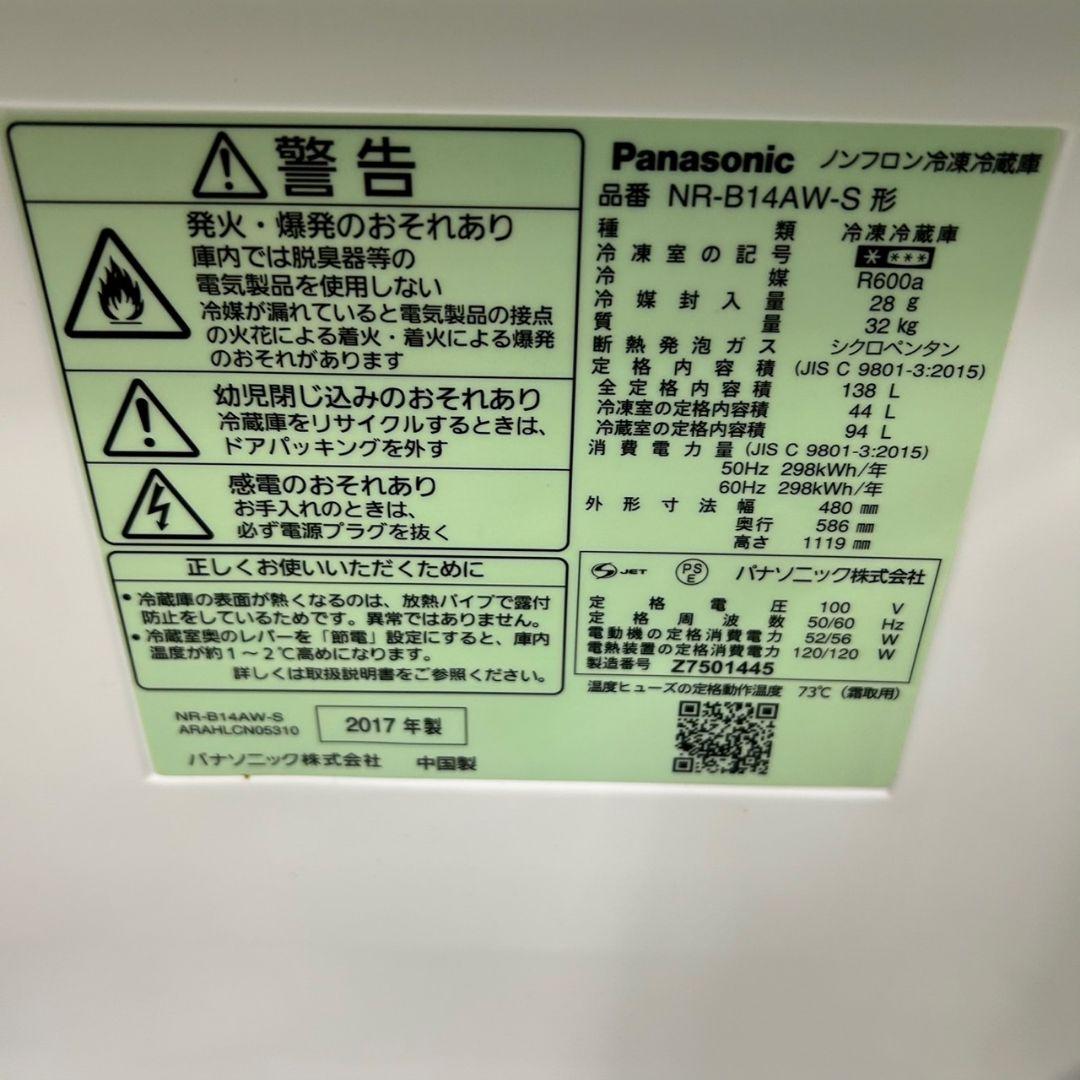 警告
発火・爆発のおそれあり
庫内では脱臭器等の
電気製品を使用しない
冷媒が漏れていると電気製品の接点
の火花による着火・着火による爆発
のおそれがあります
幼児閉じ込みのおそれあり
冷蔵庫をリサイクルするときは、
ドアパッキングを外す
感電のおそれあり
お手入れのときは、
必ず電源プラグを抜く
正しくお使いいただくために
・冷蔵庫の表面が熱くなるのは、放熱パイプで露付
防止をしているためです。異常ではありません。
・冷蔵室奥のレバーを「節電」設定にすると、庫内
温度が約1～2℃高めになります。
詳しくは取扱説明書をご参照ください。
NR-B14AW-S
ARAHLCN05310
2017 年製
パナソニック株式会社 中国製
Panasonic ノンフロン冷凍冷蔵庫
品番 NR-B14AW-S 形
種類 冷凍冷蔵庫
冷凍室の記号 * ***
冷媒 R600a
冷媒封入量 28 g
質量 32 kg
断熱発泡ガス シクロペンタン
定格内容積 (JIS C 9801-3:2015)
全定格内容積 138 L
冷凍室の定格内容積 44 L
冷蔵室の定格内容積 94 L
消費電力量 (JIS C 9801-3:2015)
50Hz 298kWh/年
60Hz 298kWh/年
外形寸法 幅 480 mm
奥行 586 mm
高さ 1119 mm
S JET PS E パナソニック株式会社
定格電圧 100 V
定格周波数 50/60 Hz
電動機の定格消費電力 52/56 W
電熱装置の定格消費電力 120/120 W
製造番号 Z7501445
温度ヒューズの定格動作温度 73℃ (霜取用)